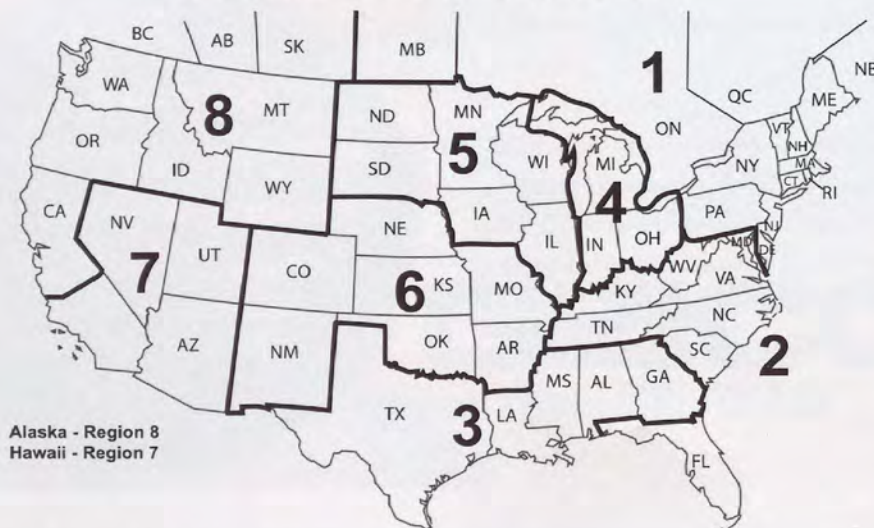 BC
AB
SK
MB
1
QC
NB
ON
WA
MT
ND
MN
ME
OR
8
VT
NH
ID
SD
5
WI
MI
NY
MA
WY
CT
RI
4
PA
CA
NV
NE
IA
IL
IN
OH
NJ
MD
DE
7
UT
CO
6
KS
MO
WV
VA
KY
NC
TN
AZ
NM
OK
AR
SC
2
MS
AL
GA
TX
3
LA
FL
Alaska - Region 8
Hawaii - Region 7